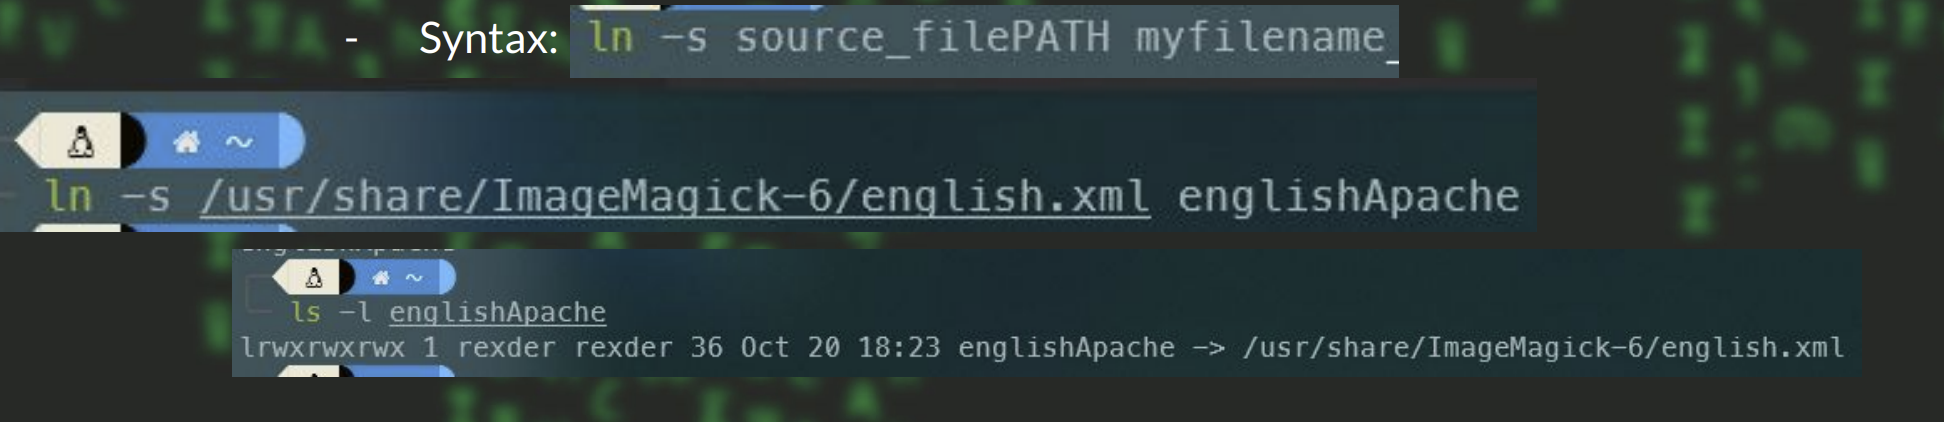 - Syntax: ln -s source_filePATH myfilename_
~
ln -s /usr/share/ImageMagick-6/english.xml englishApache
~
ls -l englishApache
lrwxrwxrwx 1 rexder rexder 36 Oct 20 18:23 englishApache -> /usr/share/ImageMagick-6/english.xml